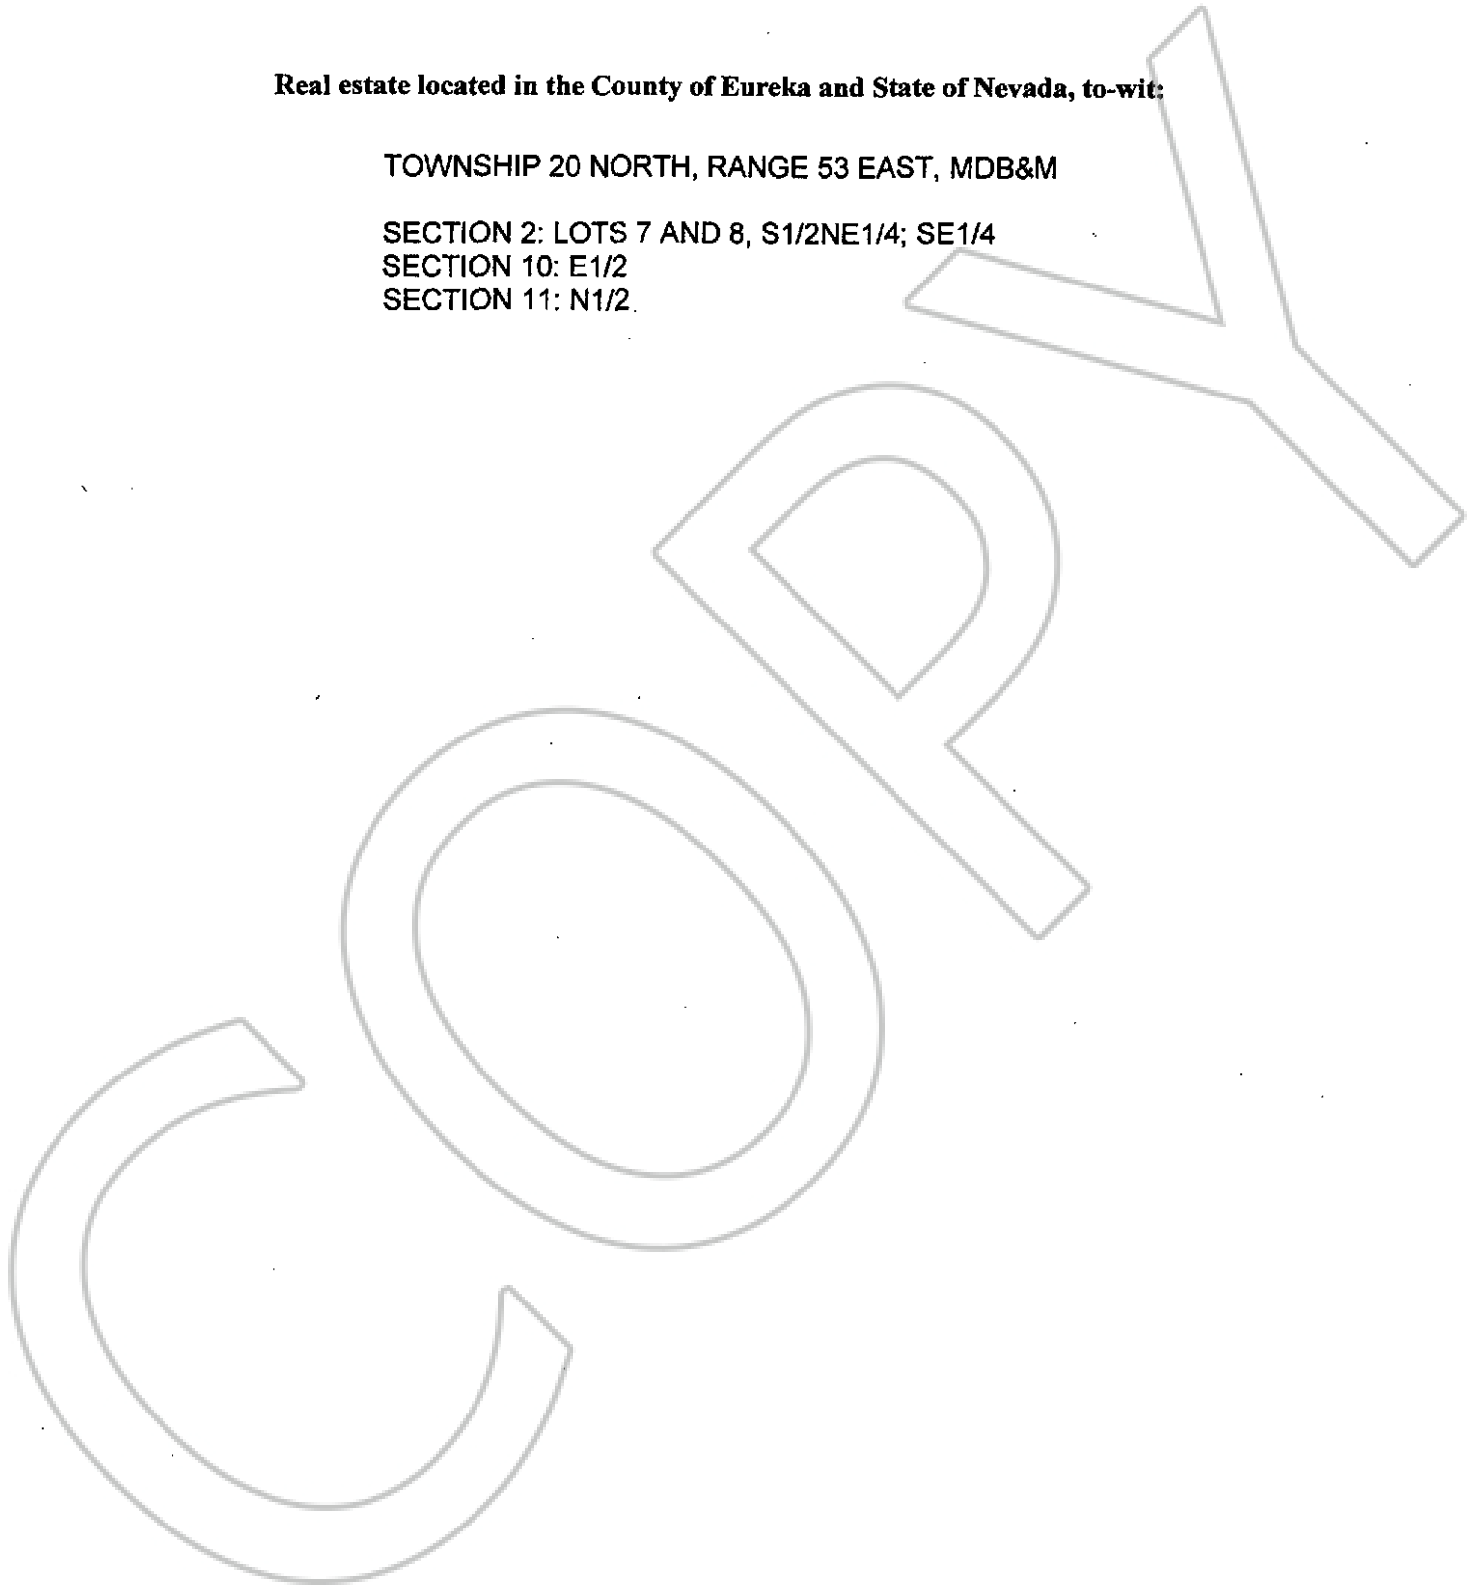 Real estate located in the County of Eureka and State of Nevada, to-wit:
TOWNSHIP 20 NORTH, RANGE 53 EAST, MDB&M
SECTION 2: LOTS 7 AND 8, S1/2NE1/4; SE1/4
SECTION 10: E1/2
SECTION 11: N1/2
COPY